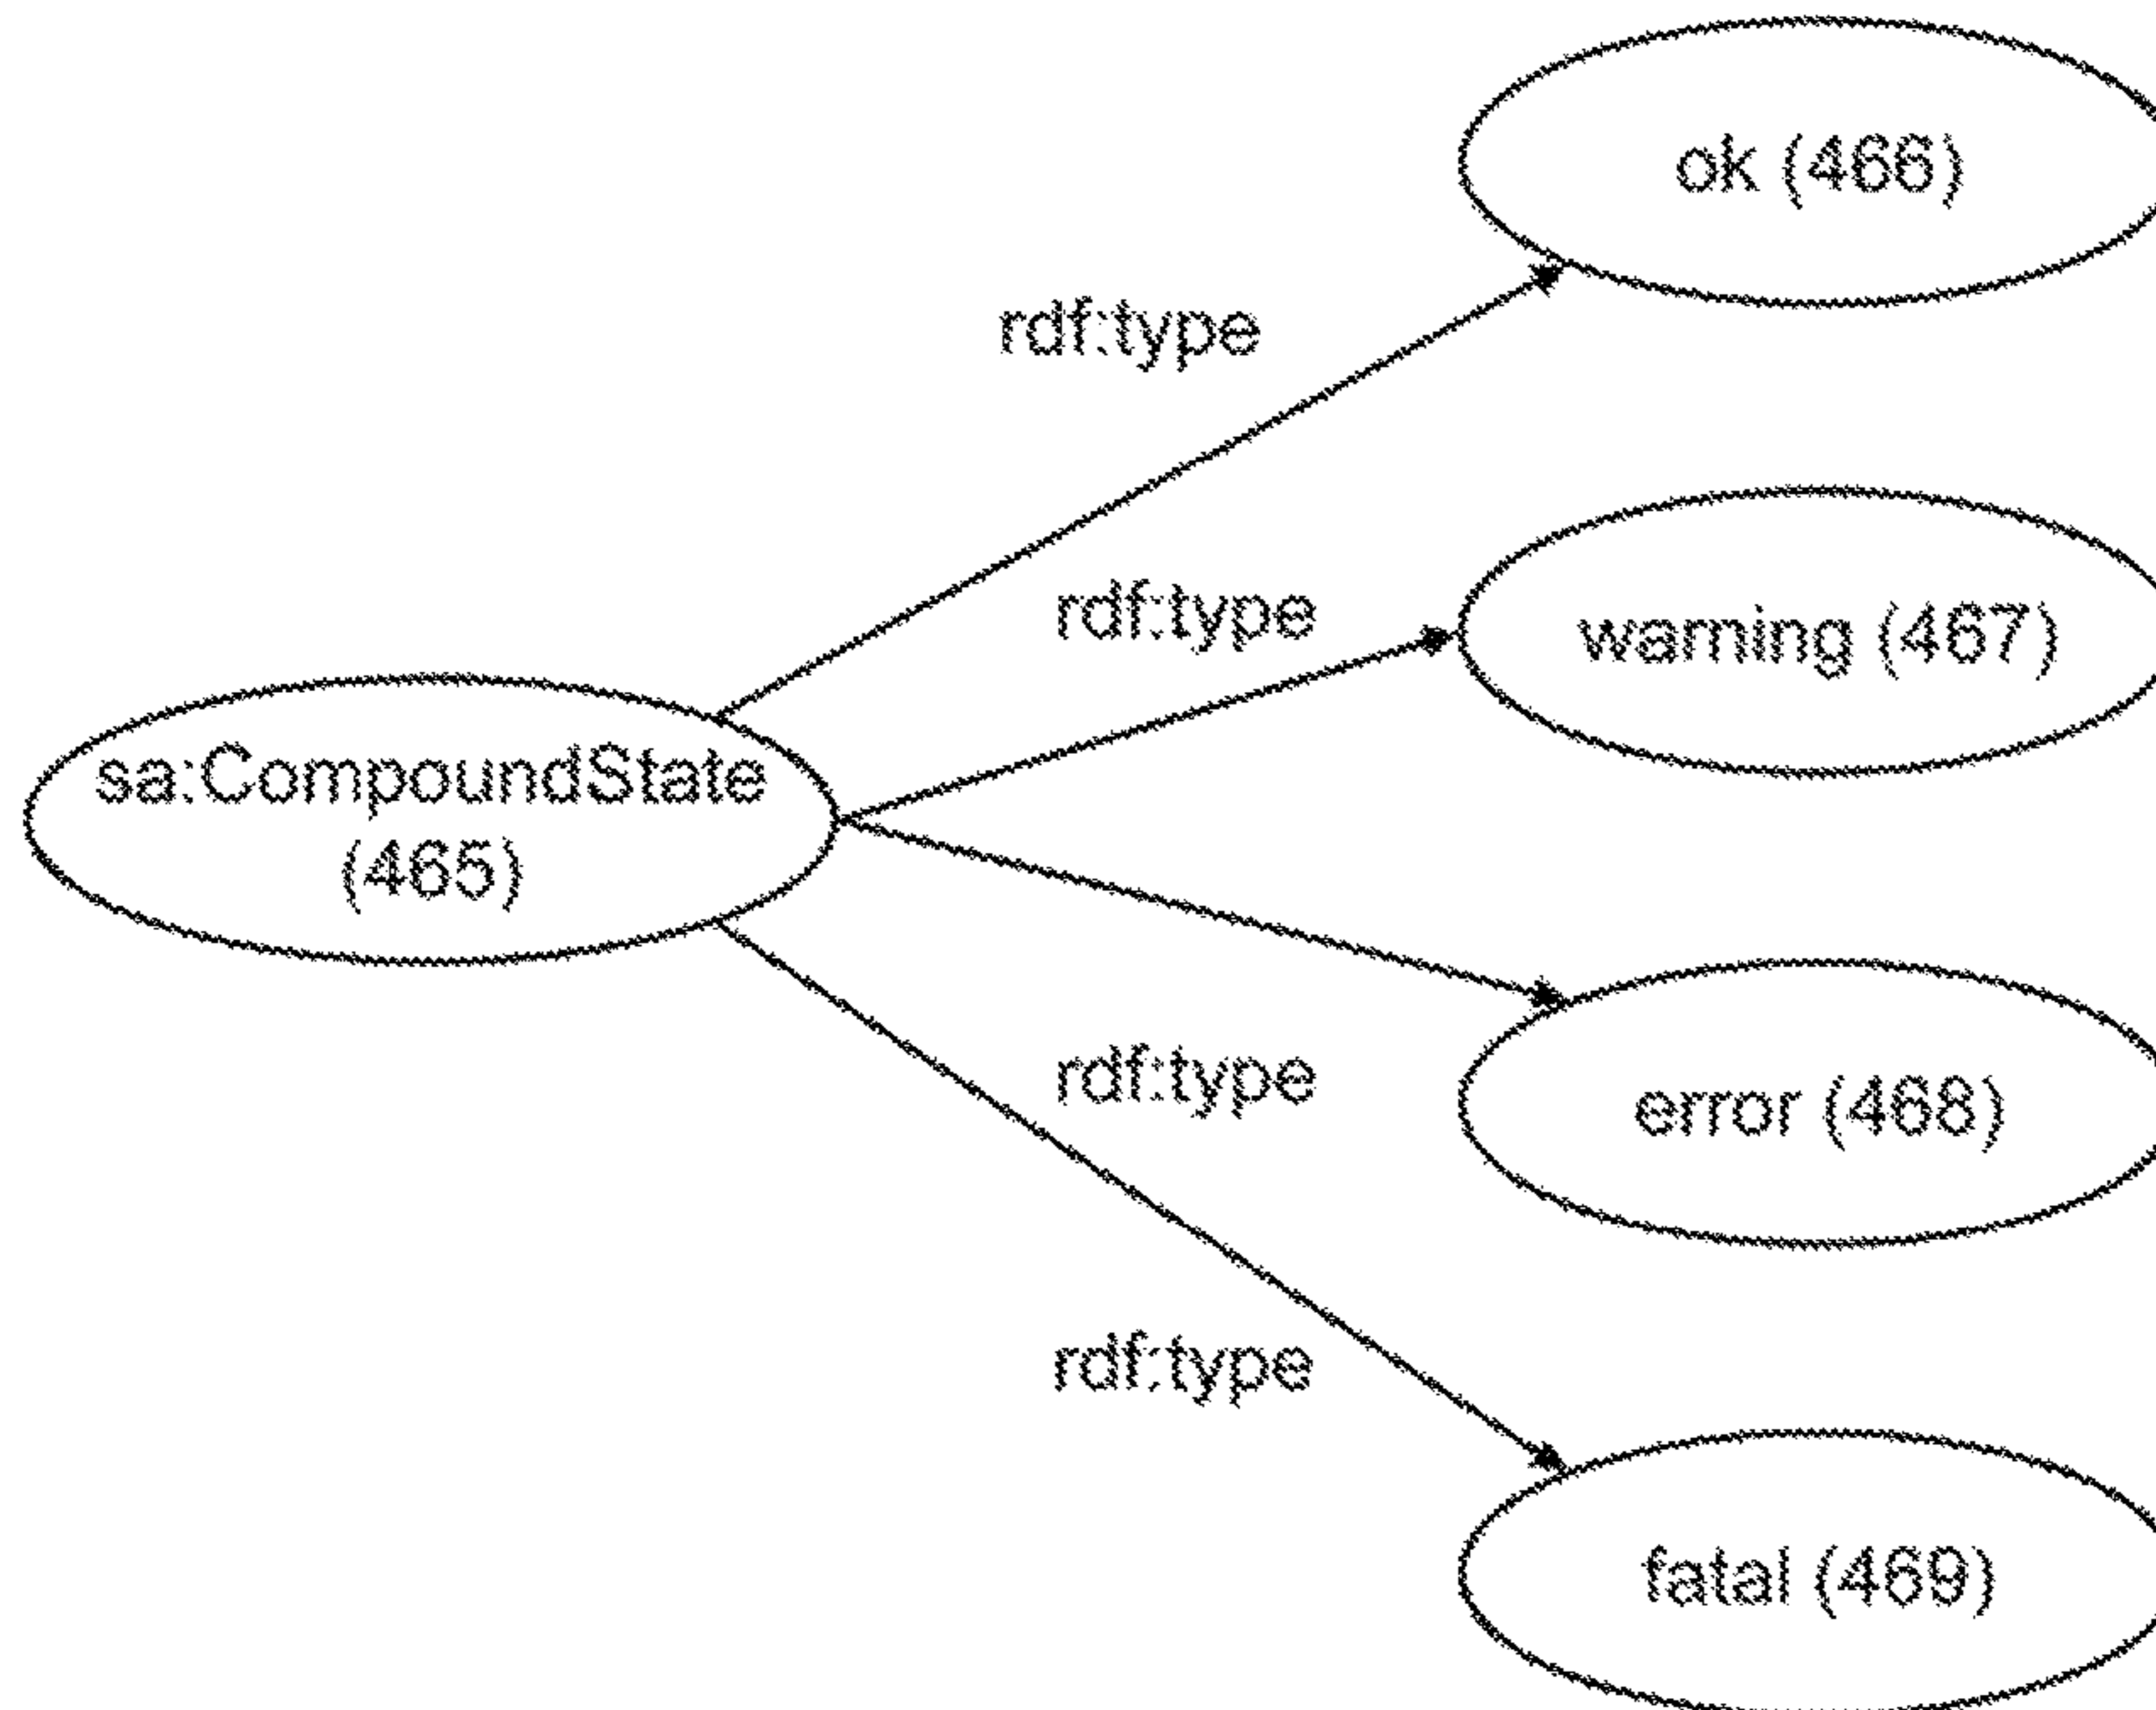 ok (466)
rdf:type
rdf:type
warning (467)
sa:CompoundState
(465)
rdf:type
error (468)
rdf:type
fatal (469)